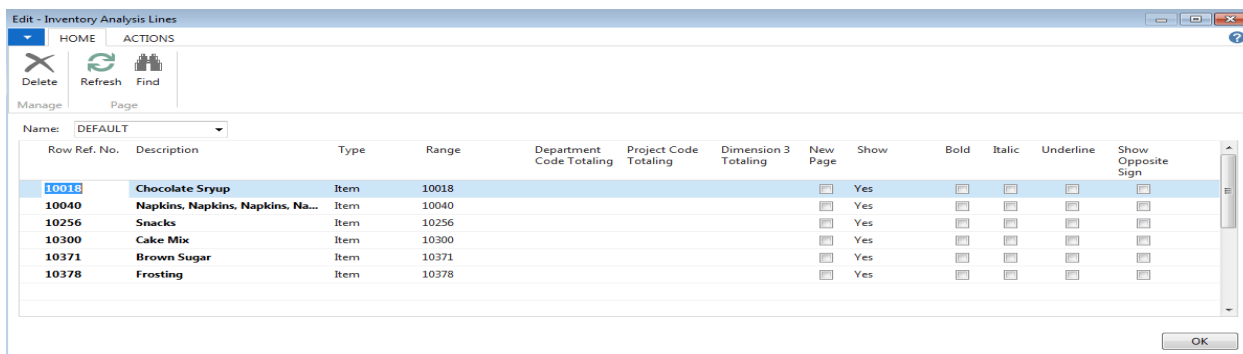 Edit - Inventory Analysis Lines
HOME ACTIONS
Delete Refresh Find
Manage Page
Name: DEFAULT
Row Ref. No. Description Type Range Department Code Totaling Project Code Totaling Dimension 3 Totaling New Page Show Bold Italic Underline Show Opposite Sign
10018 Chocolate Sryup Item 10018 Yes
10040 Napkins, Napkins, Napkins, Na... Item 10040 Yes
10256 Snacks Item 10256 Yes
10300 Cake Mix Item 10300 Yes
10371 Brown Sugar Item 10371 Yes
10378 Frosting Item 10378 Yes
OK